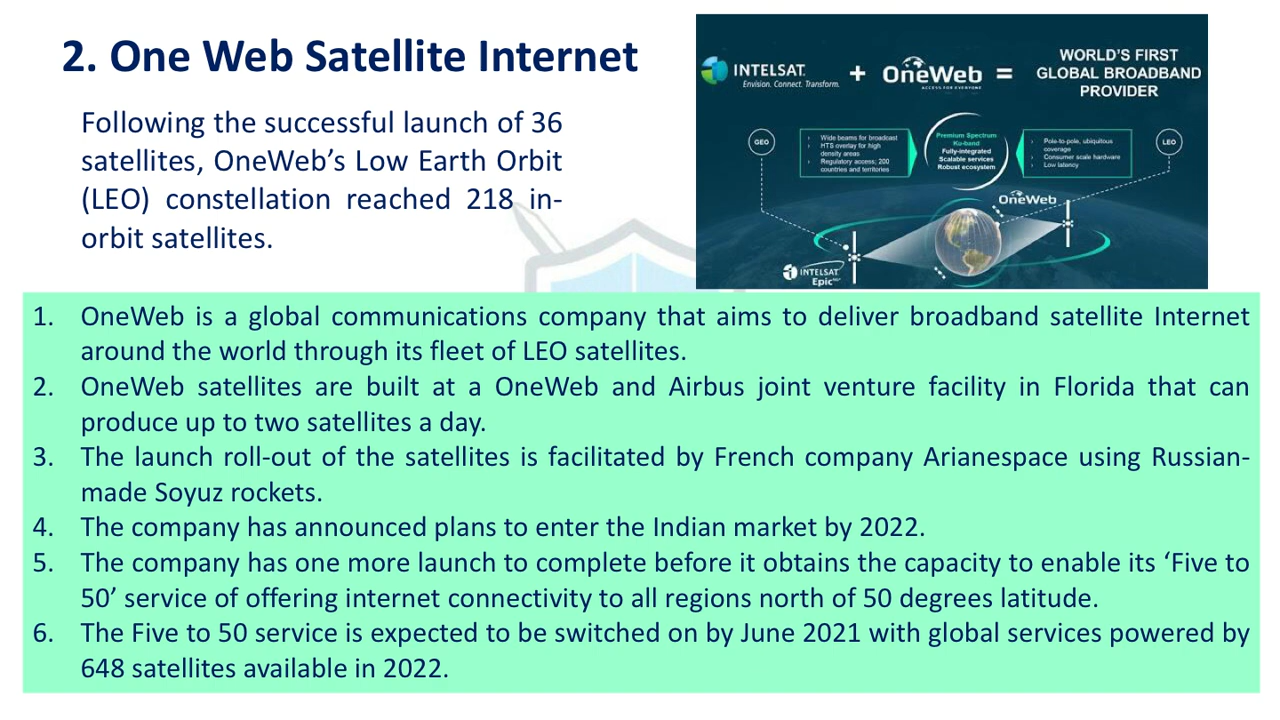 2. One Web Satellite Internet
Following the successful launch of 36
satellites, OneWeb’s Low Earth Orbit
(LEO) constellation reached 218 in-
orbit satellites.
INTELSAT
Envision. Connect. Transform.
+
OneWeb
ACCESS FOR EVERYONE
=
WORLD’S FIRST
GLOBAL BROADBAND
PROVIDER
GEO
› Wide beams for broadcast
› HTS overlay for high
density areas
› Regulatory access; 200
countries and territories
Premium Spectrum
Ku-band
Fully-integrated
Scalable services
Robust ecosystem
› Pole-to-pole, ubiquitous
coverage
› Consumer scale hardware
› Low latency
LEO
OneWeb
INTELSAT
Epic
1. OneWeb is a global communications company that aims to deliver broadband satellite Internet
around the world through its fleet of LEO satellites.
2. OneWeb satellites are built at a OneWeb and Airbus joint venture facility in Florida that can
produce up to two satellites a day.
3. The launch roll-out of the satellites is facilitated by French company Arianespace using Russian-
made Soyuz rockets.
4. The company has announced plans to enter the Indian market by 2022.
5. The company has one more launch to complete before it obtains the capacity to enable its ‘Five to
50’ service of offering internet connectivity to all regions north of 50 degrees latitude.
6. The Five to 50 service is expected to be switched on by June 2021 with global services powered by
648 satellites available in 2022.